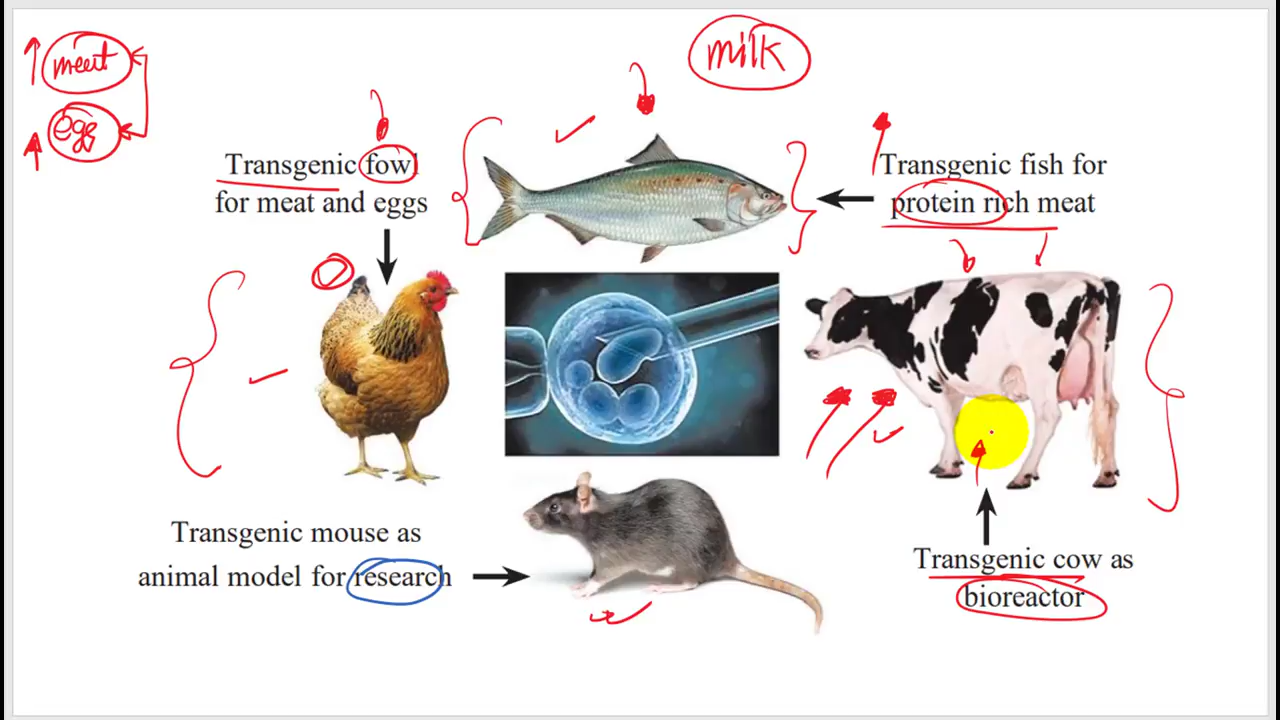 meat
egg
milk
Transgenic fowl
for meat and eggs
Transgenic fish for
protein rich meat
Transgenic mouse as
animal model for research
Transgenic cow as
bioreactor